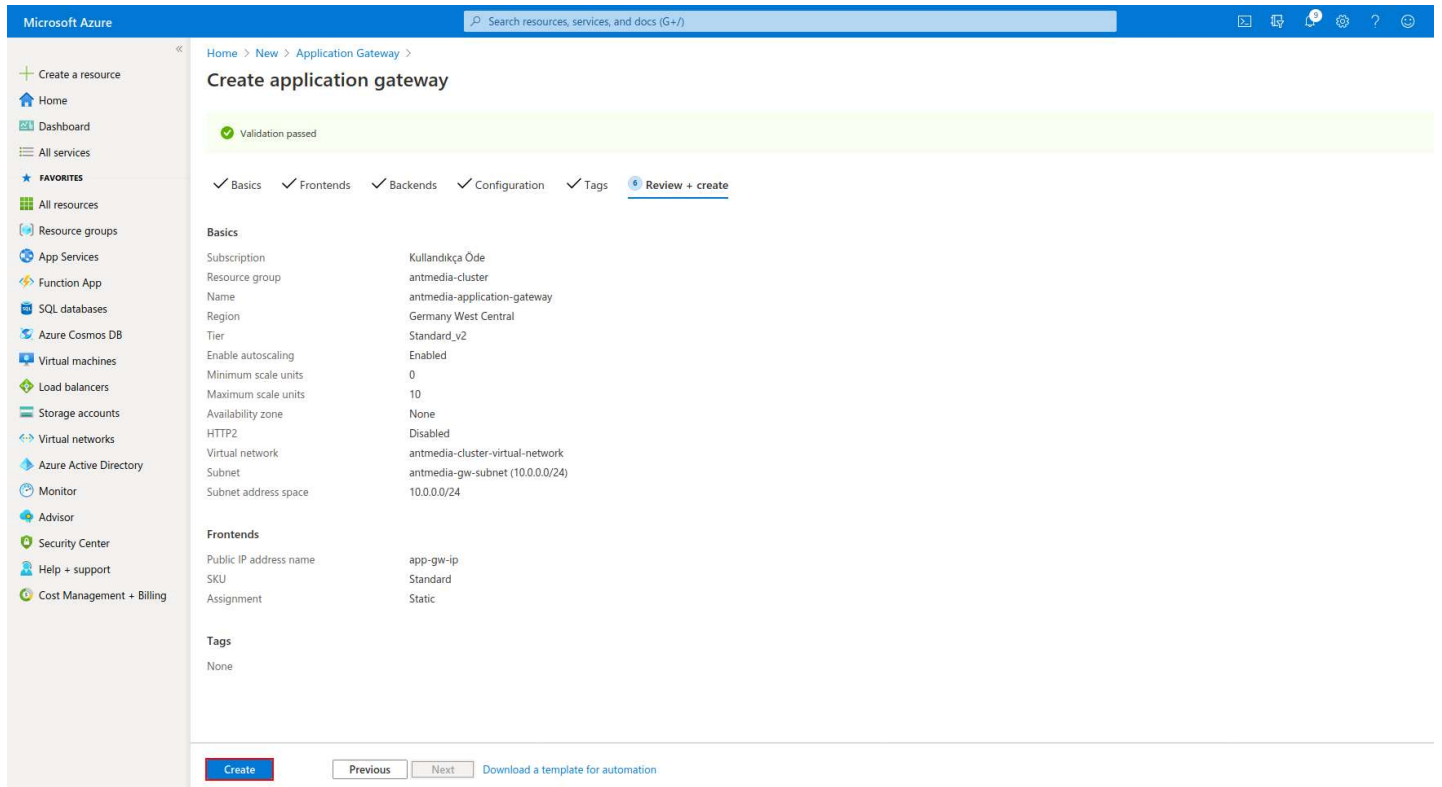 Microsoft Azure
Search resources, services, and docs (G+/)
9
?
«
Create a resource
Home
Dashboard
All services
FAVORITES
All resources
Resource groups
App Services
Function App
SQL databases
Azure Cosmos DB
Virtual machines
Load balancers
Storage accounts
Virtual networks
Azure Active Directory
Monitor
Advisor
Security Center
Help + support
Cost Management + Billing
Home > New > Application Gateway >
Create application gateway
Validation passed
Basics Frontends Backends Configuration Tags 6 Review + create
Basics
Subscription Kullandıkça Öde
Resource group antmedia-cluster
Name antmedia-application-gateway
Region Germany West Central
Tier Standard_v2
Enable autoscaling Enabled
Minimum scale units 0
Maximum scale units 10
Availability zone None
HTTP2 Disabled
Virtual network antmedia-cluster-virtual-network
Subnet antmedia-gw-subnet (10.0.0.0/24)
Subnet address space 10.0.0.0/24
Frontends
Public IP address name app-gw-ip
SKU Standard
Assignment Static
Tags
None
Create Previous Next Download a template for automation